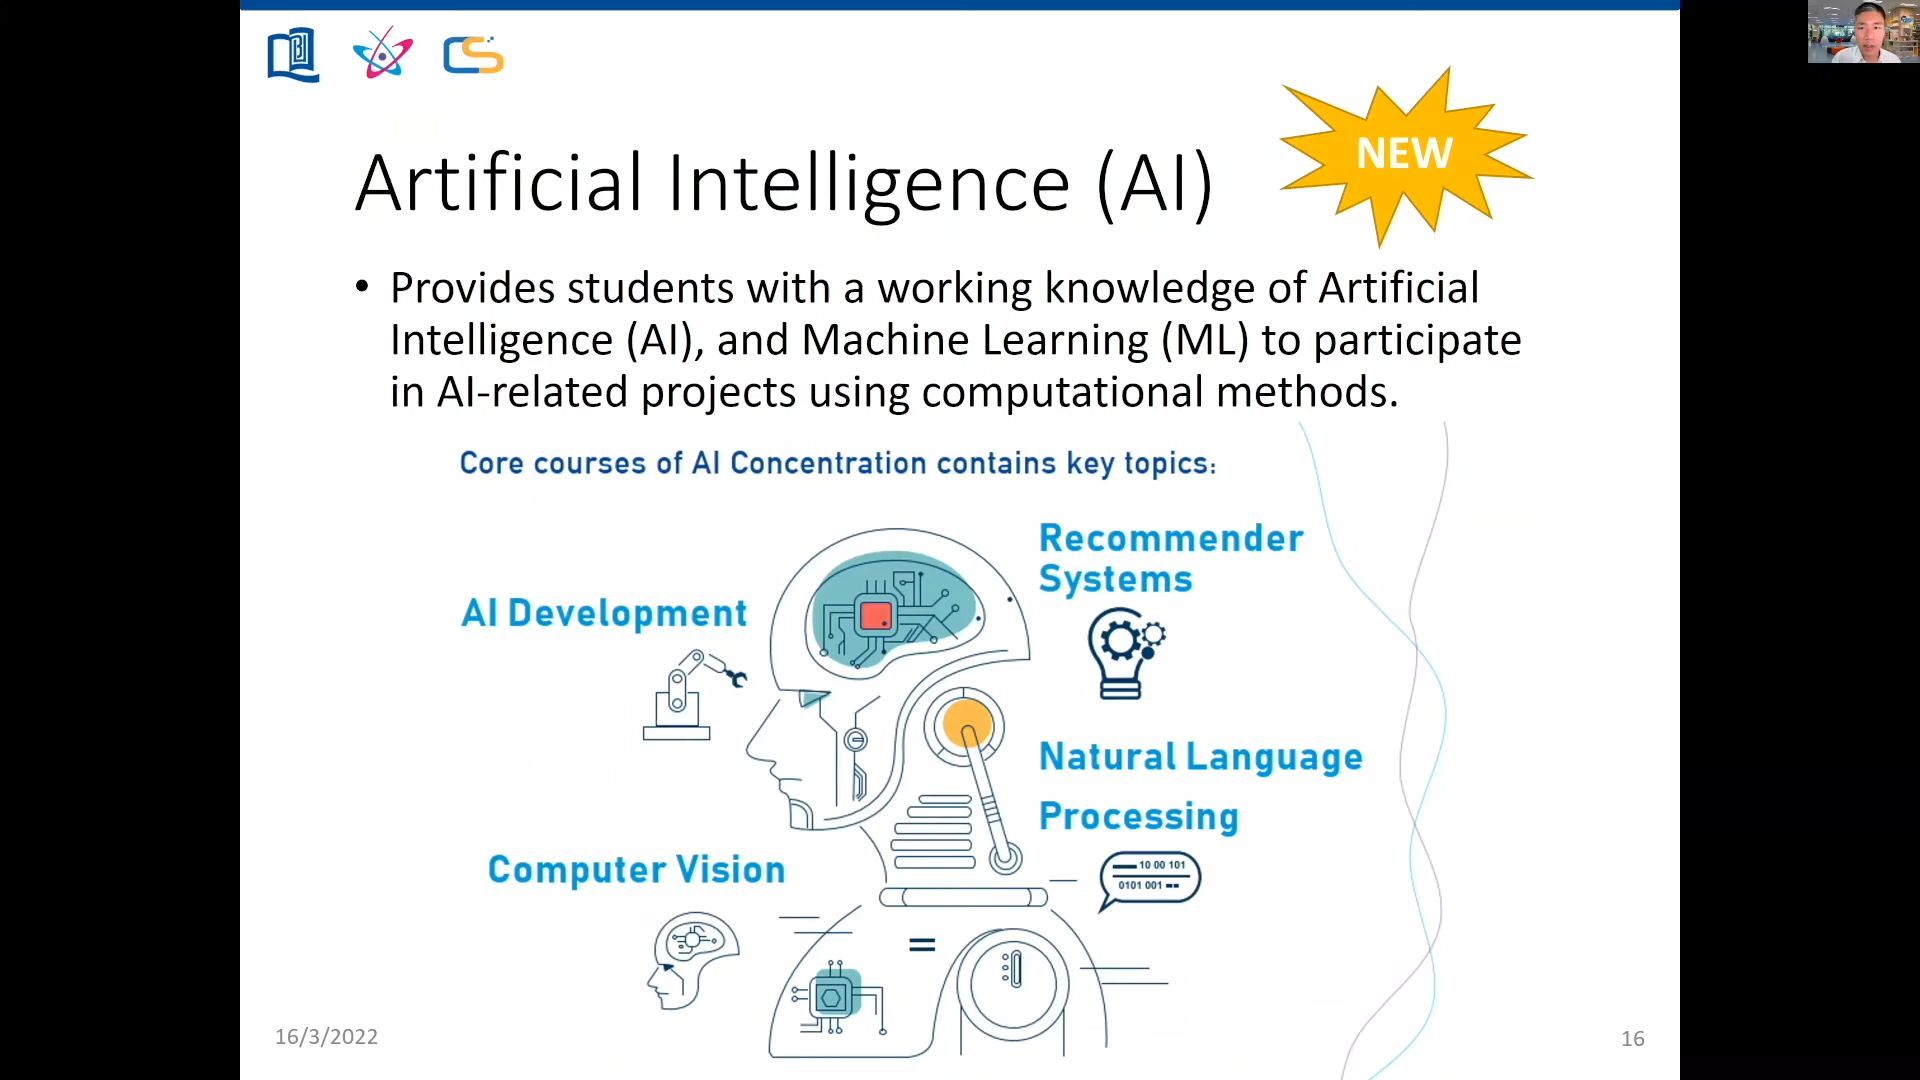 CS
NEW
Artificial Intelligence (AI)
• Provides students with a working knowledge of Artificial
Intelligence (AI), and Machine Learning (ML) to participate
in AI-related projects using computational methods.
Core courses of AI Concentration contains key topics:
Recommender
Systems
AI Development
Natural Language
Processing
Computer Vision
10 00 101
0101 001
=
16/3/2022
16